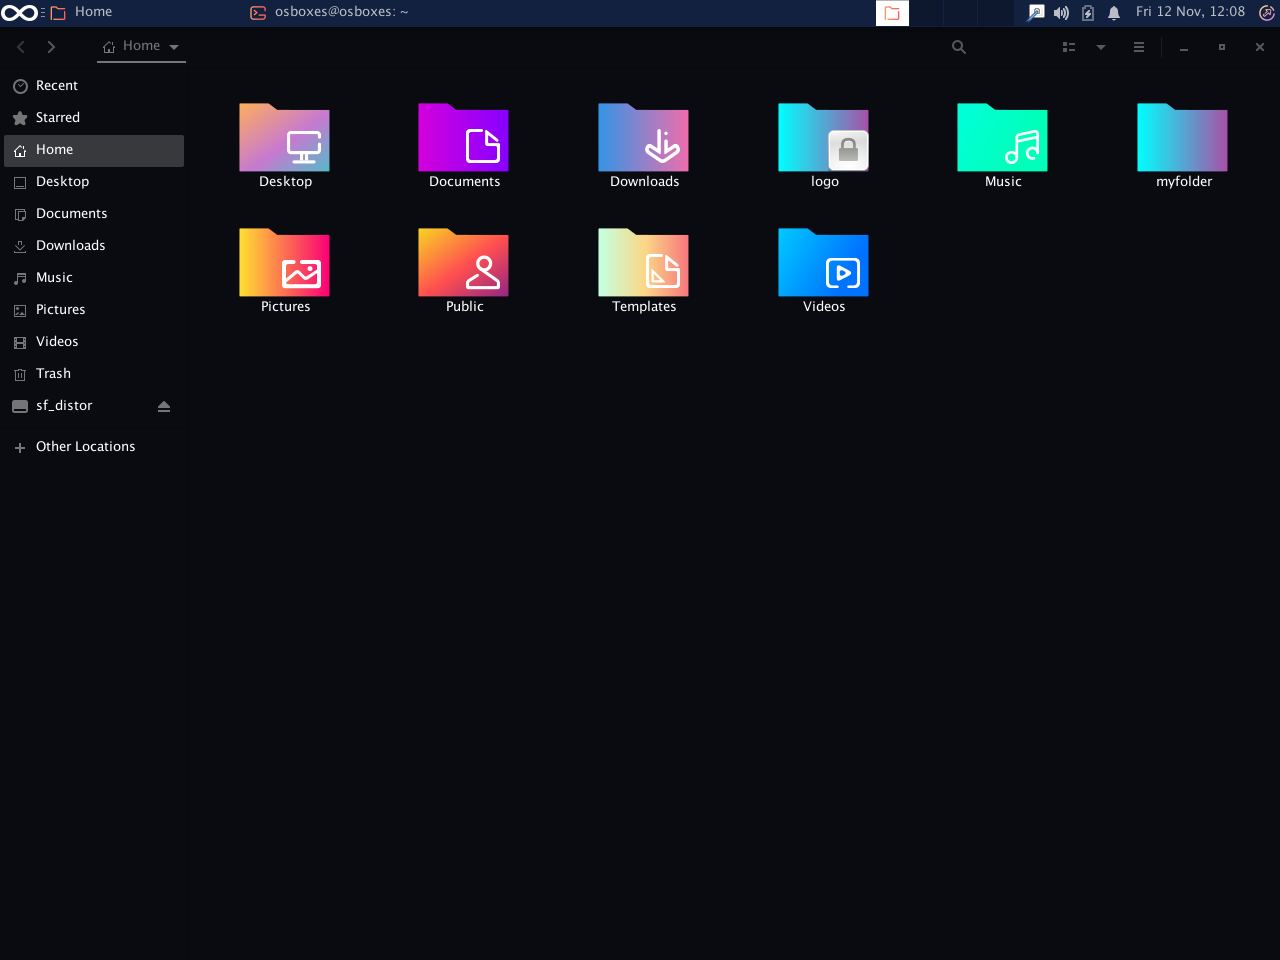 Home
osboxes@osboxes: ~
Fri 12 Nov, 12:08
Home
Recent
Starred
Home
Desktop
Documents
Downloads
Music
Pictures
Videos
Trash
sf_distor
Other Locations
Desktop
Documents
Downloads
logo
Music
myfolder
Pictures
Public
Templates
Videos